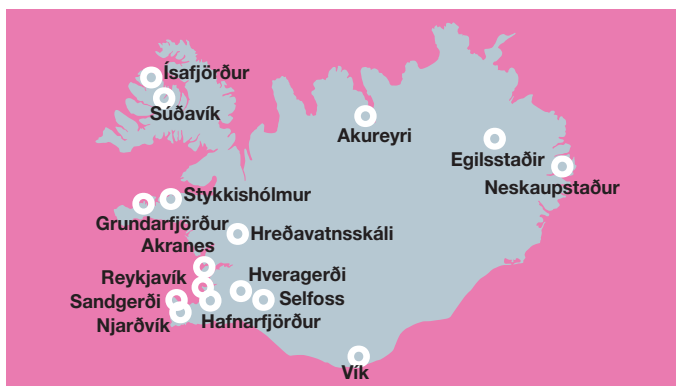 Ísafjörður
Súðavík
Akureyri
Egilsstaðir
Neskaupstaður
Stykkishólmur
Grundarfjörður
Akranes
Hreðavatnsskáli
Reykjavík
Hveragerði
Sandgerði
Selfoss
Njarðvík
Hafnarfjörður
Vík